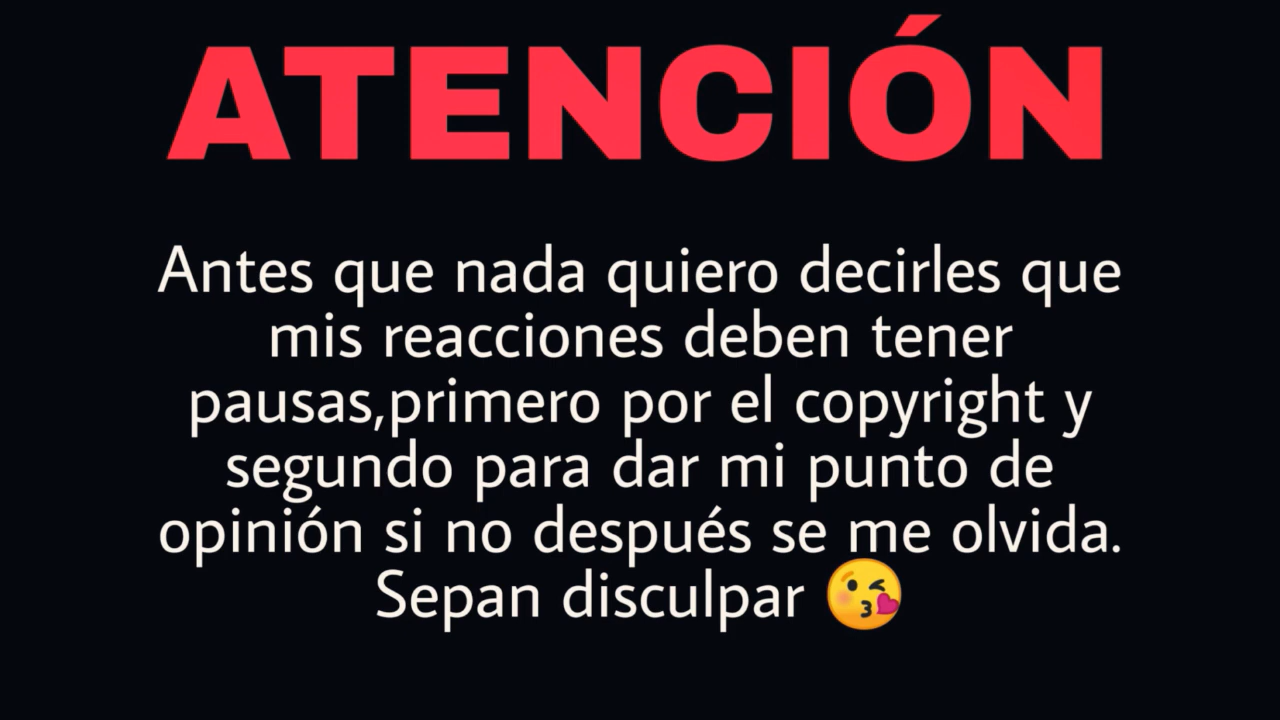 ATENCIÓN
Antes que nada quiero decirles que
mis reacciones deben tener
pausas,primero por el copyright y
segundo para dar mi punto de
opinión si no después se me olvida.
Sepan disculpar 😘